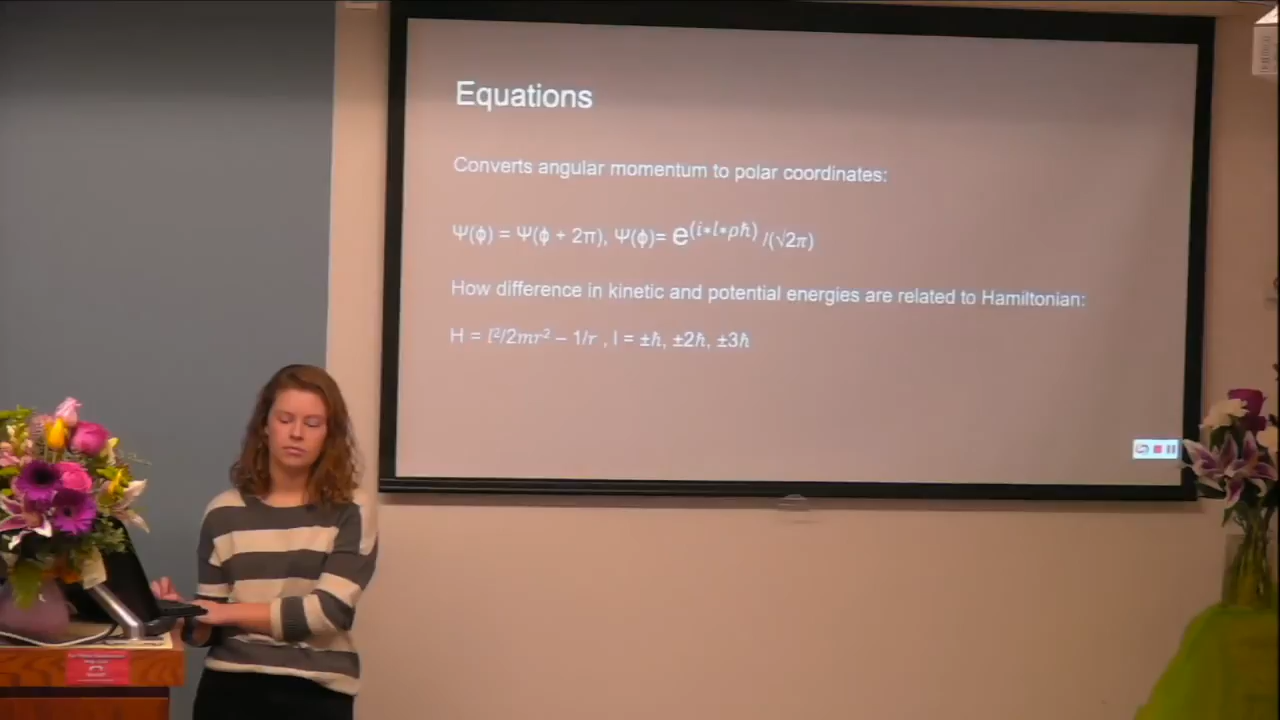 Equations
Converts angular momentum to polar coordinates:
Ψ(ϕ) = Ψ(ϕ + 2π), Ψ(ϕ)= e^(i*l*ρℏ) /(√2π)
How difference in kinetic and potential energies are related to Hamiltonian:
H = l²/2mr² − 1/r , l = ±ℏ, ±2ℏ, ±3ℏ